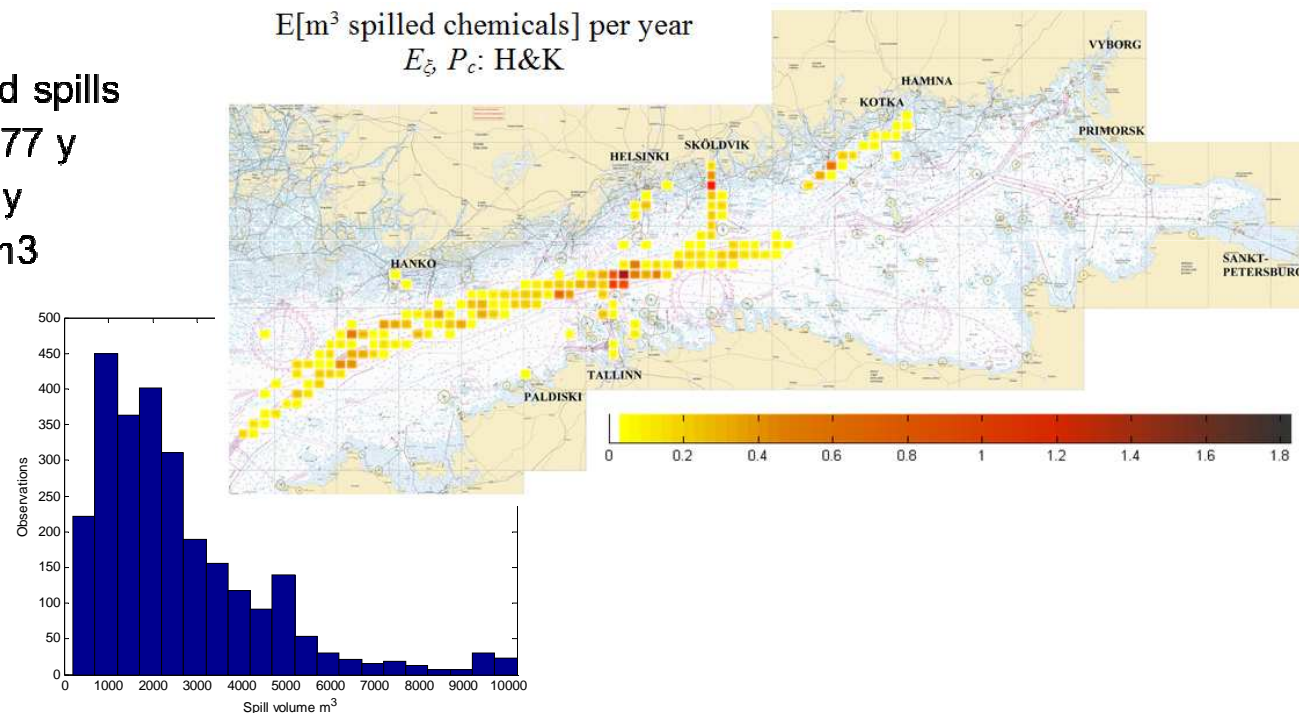 E[m³ spilled chemicals] per year
E_ξ, P_c: H&K
d spills
77 y
y
n3
VYBORG
HAMINA
KOTKA
PRIMORSK
SKÖLDVIK
HELSINKI
HANKO
SANKT-
PETERSBURG
TALLINN
PALDISKI
0 0.2 0.4 0.6 0.8 1 1.2 1.4 1.6 1.8
500
450
400
350
300
250
200
150
100
50
0
Observations
0 1000 2000 3000 4000 5000 6000 7000 8000 9000 10000
Spill volume m³